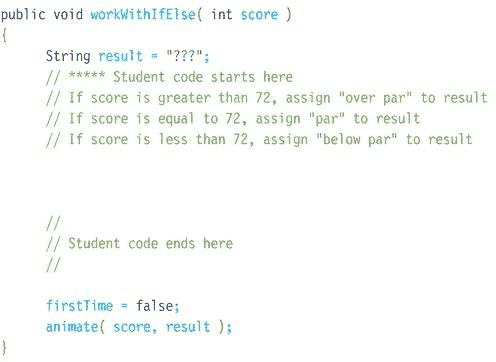 public void workWithIfElse( int score )
{
String result = "???";
// ***** Student code starts here
// If score is greater than 72, assign "over par" to result
// If score is equal to 72, assign "par" to result
// If score is less than 72, assign "below par" to result
//
// Student code ends here
//
firstTime = false;
animate( score, result );
}